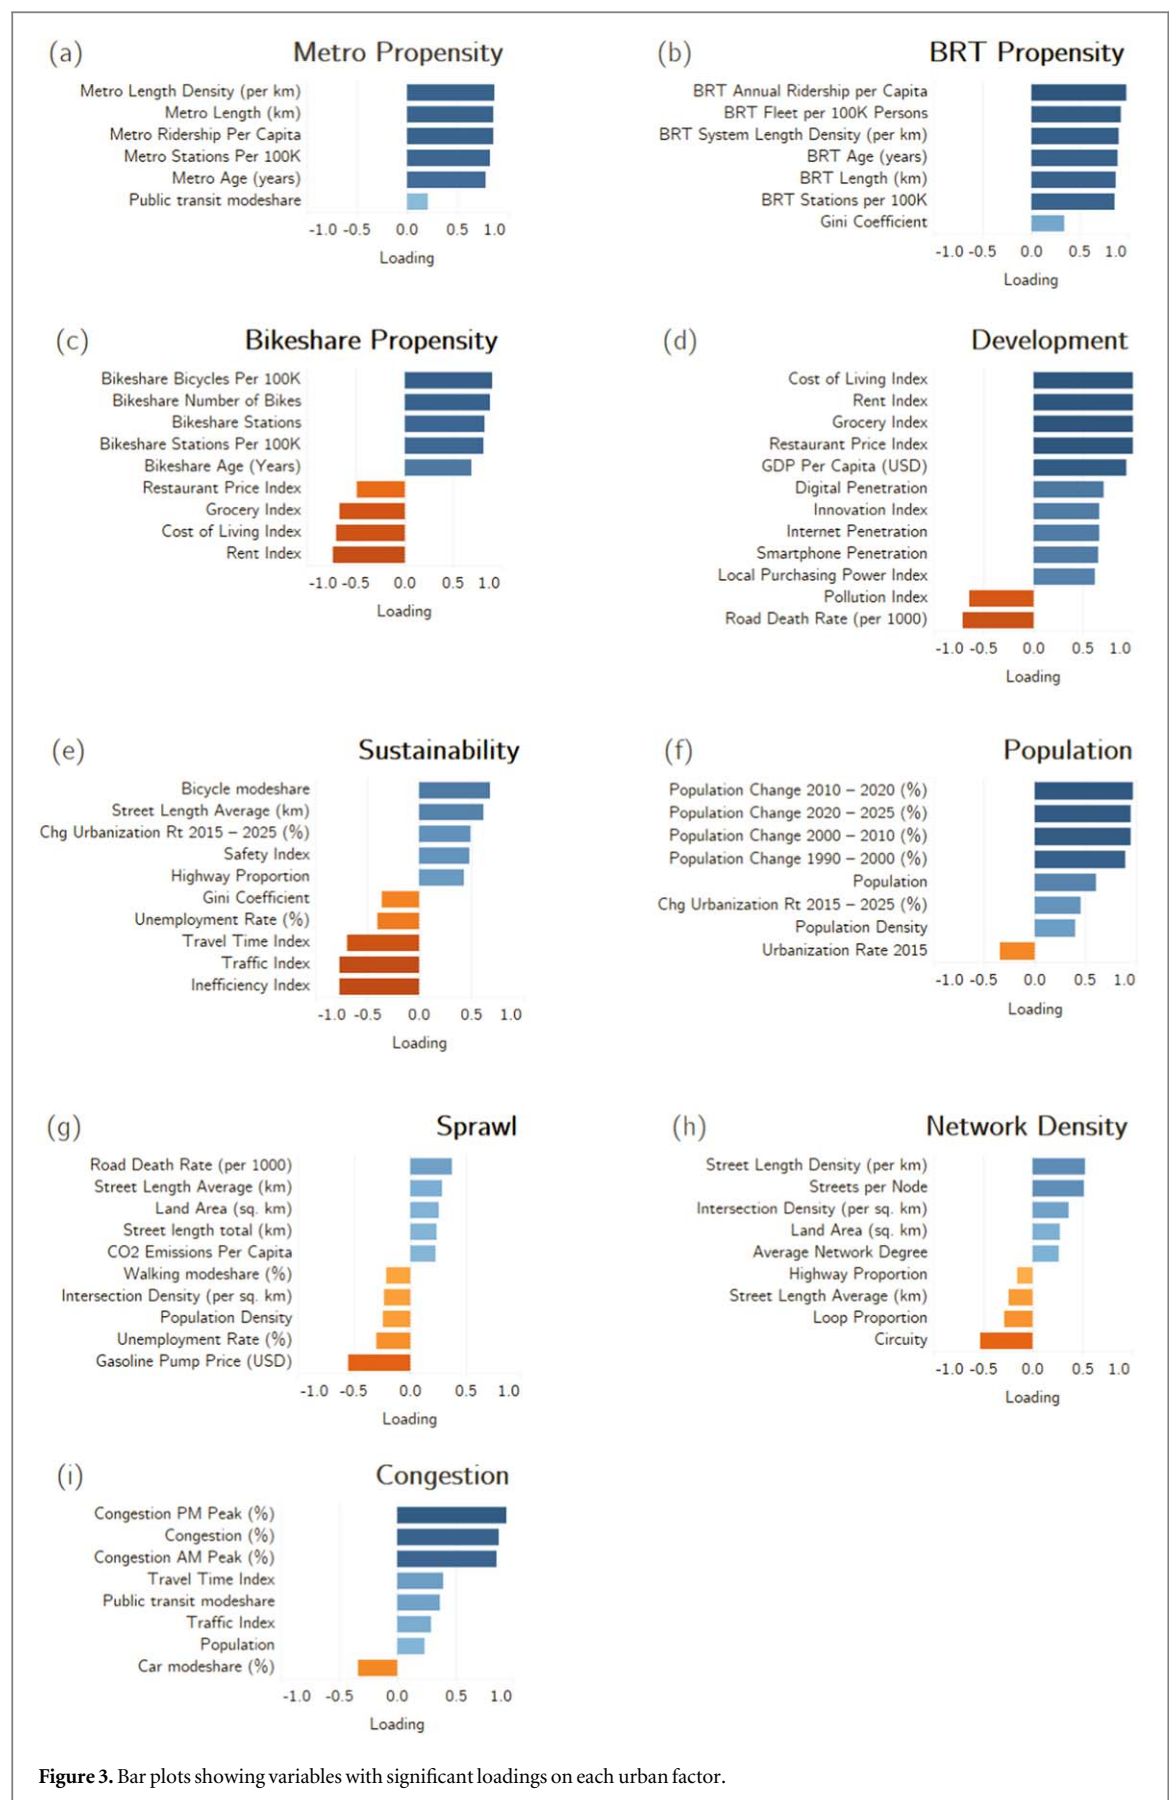 (a) Metro Propensity
Metro Length Density (per km)
Metro Length (km)
Metro Ridership Per Capita
Metro Stations Per 100K
Metro Age (years)
Public transit modeshare
-1.0 -0.5 0.0 0.5 1.0
Loading
(b) BRT Propensity
BRT Annual Ridership per Capita
BRT Fleet per 100K Persons
BRT System Length Density (per km)
BRT Age (years)
BRT Length (km)
BRT Stations per 100K
Gini Coefficient
-1.0 -0.5 0.0 0.5 1.0
Loading
(c) Bikeshare Propensity
Bikeshare Bicycles Per 100K
Bikeshare Number of Bikes
Bikeshare Stations
Bikeshare Stations Per 100K
Bikeshare Age (Years)
Restaurant Price Index
Grocery Index
Cost of Living Index
Rent Index
-1.0 -0.5 0.0 0.5 1.0
Loading
(d) Development
Cost of Living Index
Rent Index
Grocery Index
Restaurant Price Index
GDP Per Capita (USD)
Digital Penetration
Innovation Index
Internet Penetration
Smartphone Penetration
Local Purchasing Power Index
Pollution Index
Road Death Rate (per 1000)
-1.0 -0.5 0.0 0.5 1.0
Loading
(e) Sustainability
Bicycle modeshare
Street Length Average (km)
Chg Urbanization Rt 2015 – 2025 (%)
Safety Index
Highway Proportion
Gini Coefficient
Unemployment Rate (%)
Travel Time Index
Traffic Index
Inefficiency Index
-1.0 -0.5 0.0 0.5 1.0
Loading
(f) Population
Population Change 2010 – 2020 (%)
Population Change 2020 – 2025 (%)
Population Change 2000 – 2010 (%)
Population Change 1990 – 2000 (%)
Population
Chg Urbanization Rt 2015 – 2025 (%)
Population Density
Urbanization Rate 2015
-1.0 -0.5 0.0 0.5 1.0
Loading
(g) Sprawl
Road Death Rate (per 1000)
Street Length Average (km)
Land Area (sq. km)
Street length total (km)
CO2 Emissions Per Capita
Walking modeshare (%)
Intersection Density (per sq. km)
Population Density
Unemployment Rate (%)
Gasoline Pump Price (USD)
-1.0 -0.5 0.0 0.5 1.0
Loading
(h) Network Density
Street Length Density (per km)
Streets per Node
Intersection Density (per sq. km)
Land Area (sq. km)
Average Network Degree
Highway Proportion
Street Length Average (km)
Loop Proportion
Circuity
-1.0 -0.5 0.0 0.5 1.0
Loading
(i) Congestion
Congestion PM Peak (%)
Congestion (%)
Congestion AM Peak (%)
Travel Time Index
Public transit modeshare
Traffic Index
Population
Car modeshare (%)
-1.0 -0.5 0.0 0.5 1.0
Loading
Figure 3. Bar plots showing variables with significant loadings on each urban factor.